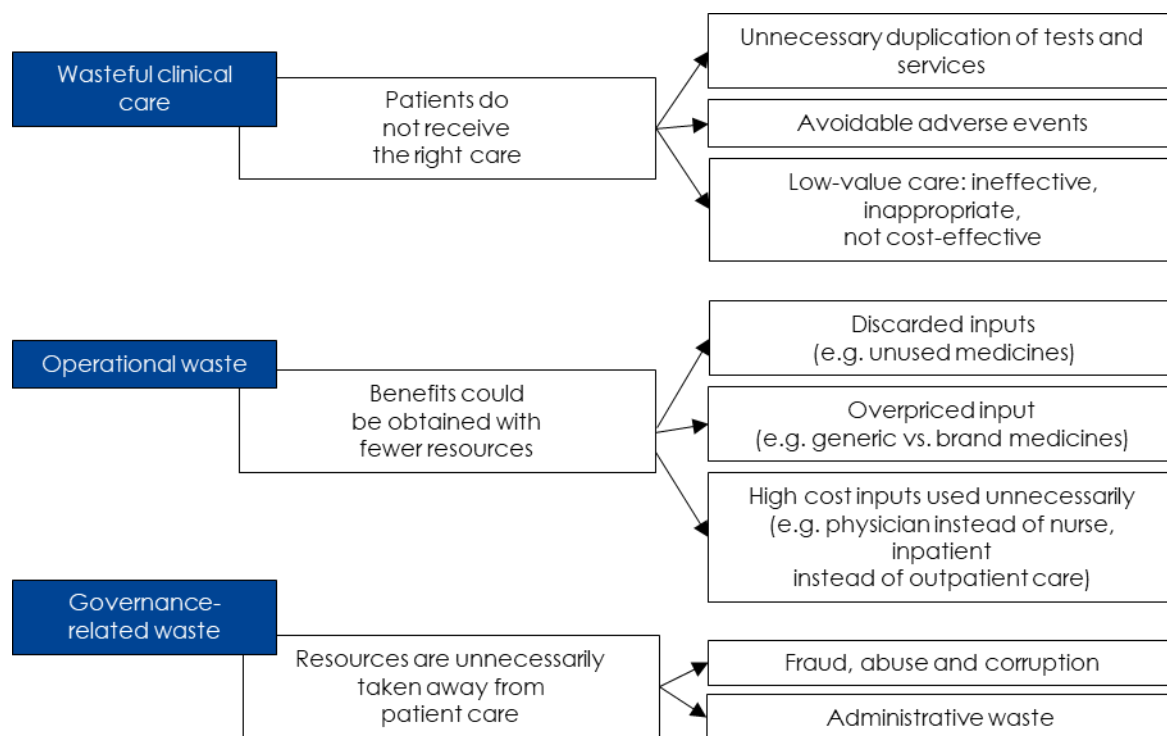 Wasteful clinical
care
Patients do
not receive
the right care
Unnecessary duplication of tests and
services
Avoidable adverse events
Low-value care: ineffective,
inappropriate,
not cost-effective
Operational waste
Benefits could
be obtained with
fewer resources
Discarded inputs
(e.g. unused medicines)
Overpriced input
(e.g. generic vs. brand medicines)
High cost inputs used unnecessarily
(e.g. physician instead of nurse,
inpatient
instead of outpatient care)
Governance-
related waste
Resources are unnecessarily
taken away from
patient care
Fraud, abuse and corruption
Administrative waste